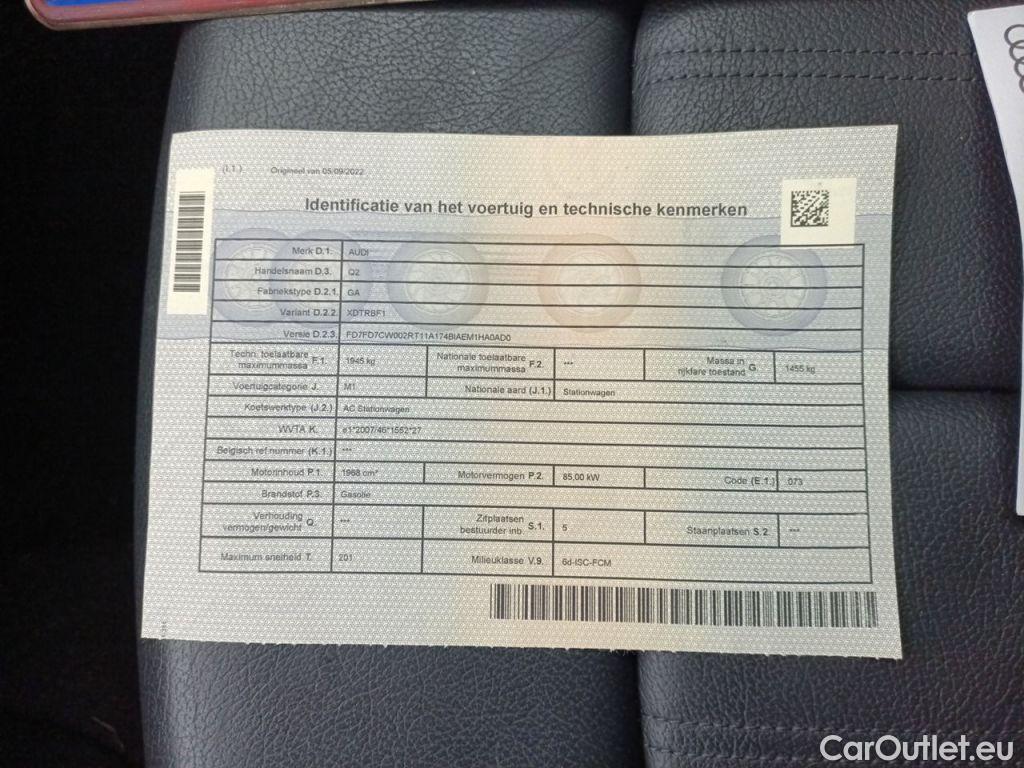 (I.1.) Origineel van 05/09/2022
Identificatie van het voertuig en technische kenmerken
Merk D.1. AUDI
Handelsnaam D.3. Q2
Fabriekstype D.2.1. GA
Variant D.2.2. XDTRBF1
Versie D.2.3. FD7FD7CW002RT11A174BIAEM1HA0AD0
Techn. toelaatbare maximummassa F.1. 1945 kg Nationale toelaatbare maximummassa F.2. --- Massa in rijklare toestand G 1455 kg
Voertuigcategorie J. M1 Nationale aard (J.1.) Stationwagen
Koetswerktype (J.2.) AC Stationwagen
WVTA K. e1*2007/46*1552*27
Belgisch ref.nummer (K.1.) ---
Motorinhoud P.1. 1968 cm³ Motorvermogen P.2. 85,00 kW Code (E.1.) 073
Brandstof P.3. Gasolie
Verhouding vermogen/gewicht Q. --- Zitplaatsen bestuurder inb. S.1. 5 Staanplaatsen S.2. ---
Maximum snelheid T. 201 Milieuklasse V.9. 6d-ISC-FCM
CarOutlet.eu